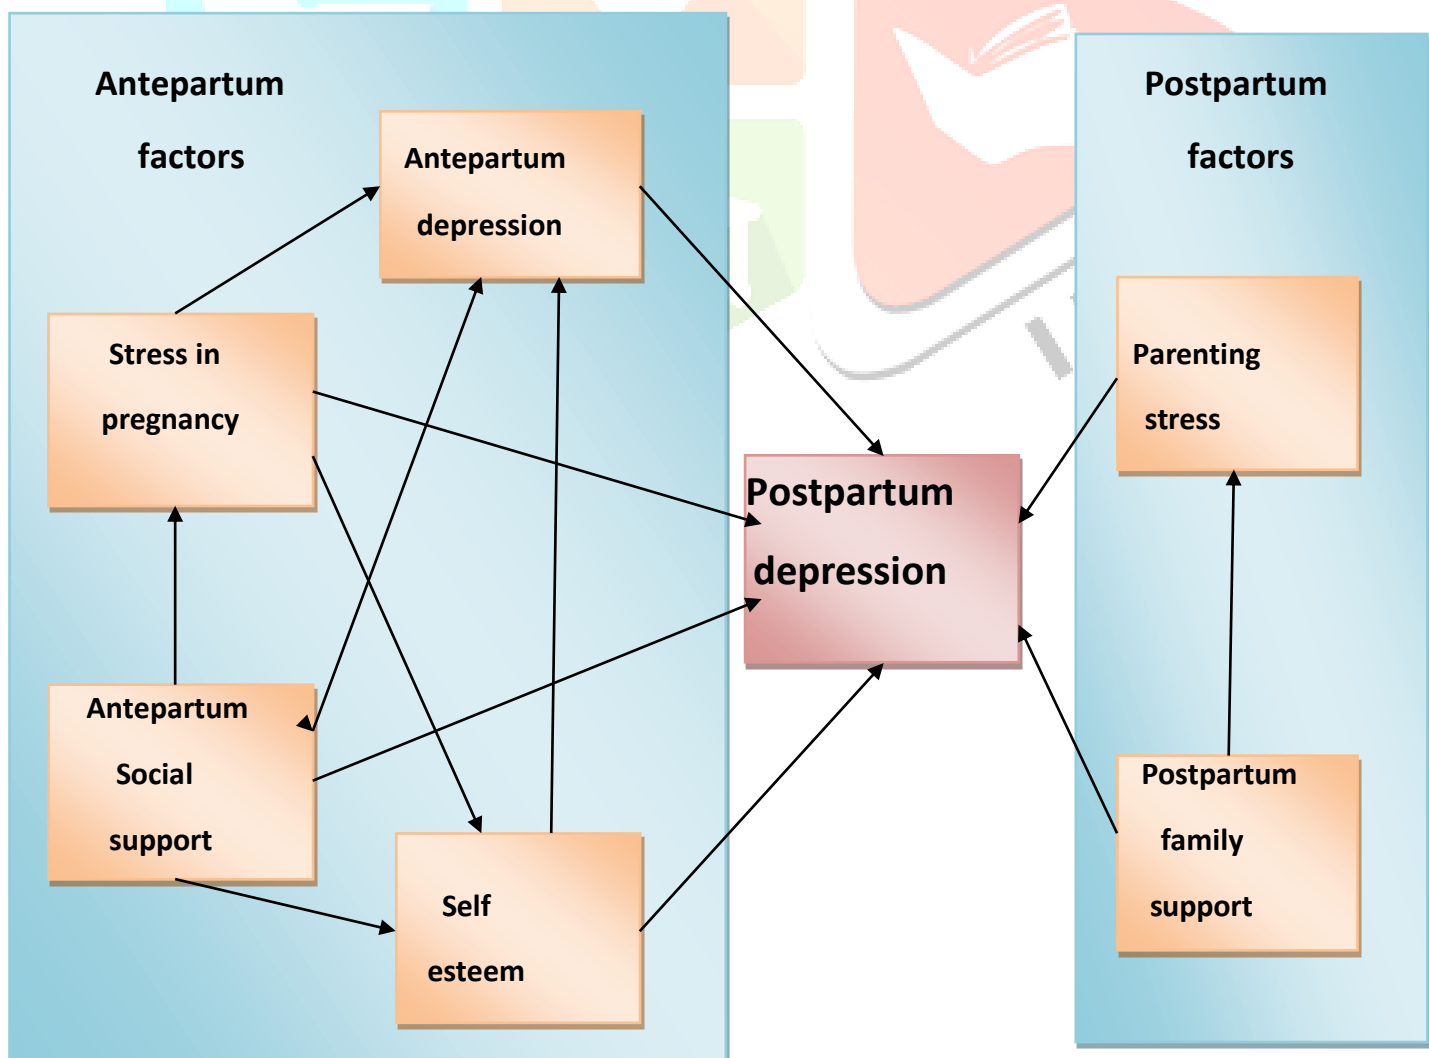 Antepartum
factors
Antepartum
depression
Stress in
pregnancy
Antepartum
Social
support
Self
esteem
Postpartum
depression
Postpartum
factors
Parenting
stress
Postpartum
family
support